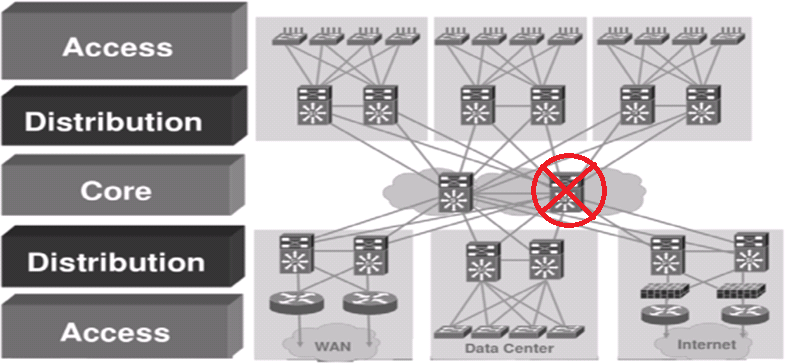 Access
Distribution
Core
Distribution
Access
WAN
Data Center
Internet